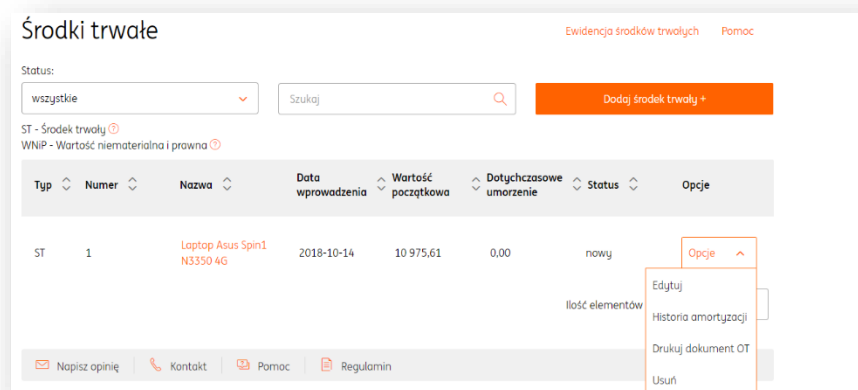 Środki trwałe
Ewidencja środków trwałych Pomoc
Status:
wszystkie
Szukaj
Dodaj środek trwały +
ST - Środek trwały ?
WNiP - Wartość niematerialna i prawna ?
Typ Numer Nazwa Data wprowadzenia Wartość początkowa Dotychczasowe umorzenie Status Opcje
ST 1 Laptop Asus Spin1 N3350 4G 2018-10-14 10 975,61 0,00 nowy Opcje
Edytuj
Ilość elementów
Historia amortyzacji
Drukuj dokument OT
Usuń
Napisz opinię Kontakt Pomoc Regulamin